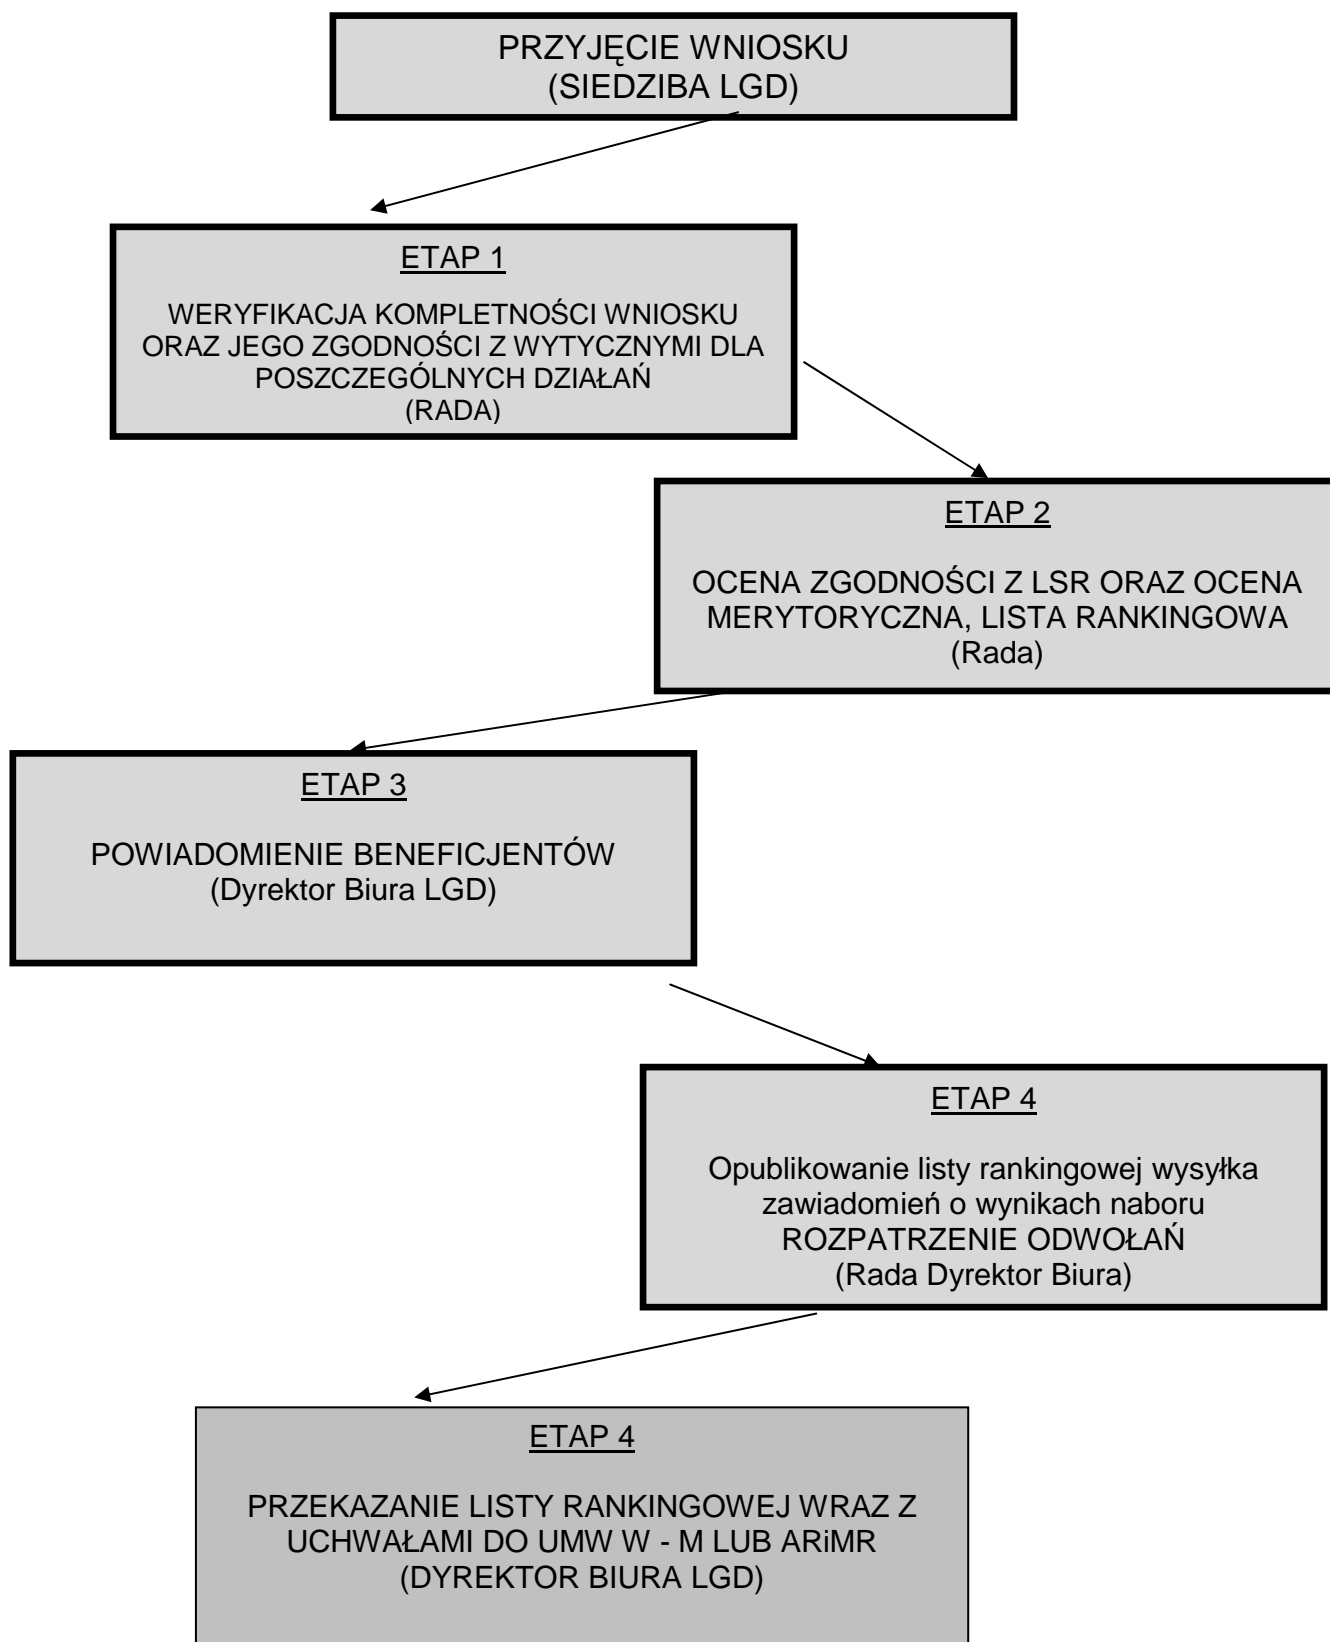 PRZYJĘCIE WNIOSKU
(SIEDZIBA LGD)
ETAP 1
WERYFIKACJA KOMPLETNOŚCI WNIOSKU
ORAZ JEGO ZGODNOŚCI Z WYTYCZNYMI DLA
POSZCZEGÓLNYCH DZIAŁAŃ
(RADA)
ETAP 2
OCENA ZGODNOŚCI Z LSR ORAZ OCENA
MERYTORYCZNA, LISTA RANKINGOWA
(Rada)
ETAP 3
POWIADOMIENIE BENEFICJENTÓW
(Dyrektor Biura LGD)
ETAP 4
Opublikowanie listy rankingowej wysyłka
zawiadomień o wynikach naboru
ROZPATRZENIE ODWOŁAŃ
(Rada Dyrektor Biura)
ETAP 4
PRZEKAZANIE LISTY RANKINGOWEJ WRAZ Z
UCHWAŁAMI DO UMW W - M LUB ARiMR
(DYREKTOR BIURA LGD)